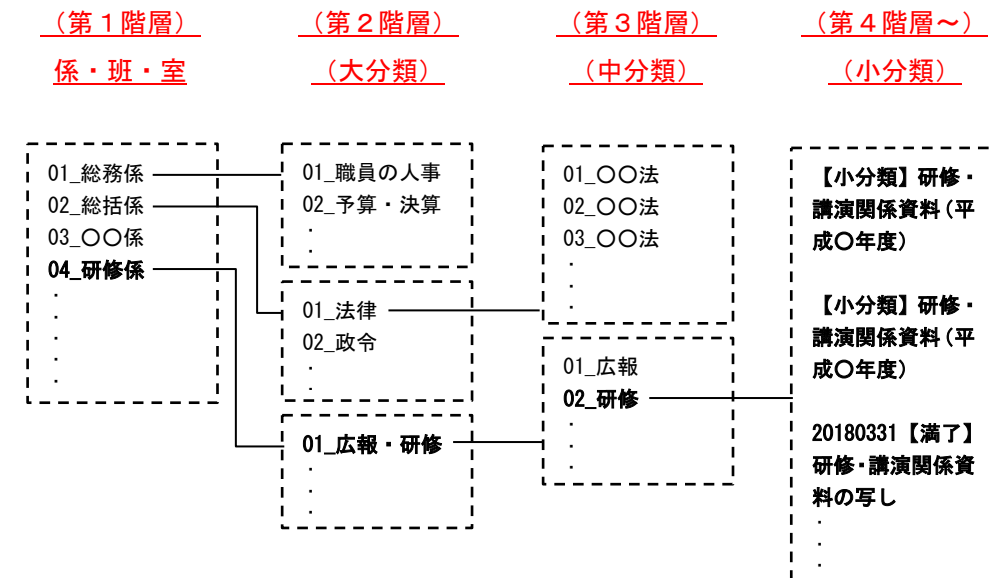 （第１階層）
係・班・室
（第２階層）
（大分類）
（第３階層）
（中分類）
（第４階層～）
（小分類）
01_総務係
02_総括係
03_〇〇係
04_研修係
．
．
．
．
．
01_職員の人事
02_予算・決算
．
．
01_法律
02_政令
．
．
01_広報・研修
．
．
．
01_〇〇法
02_〇〇法
03_〇〇法
．
．
．
01_広報
02_研修
．
．
．
【小分類】研修・
講演関係資料（平
成〇年度）
【小分類】研修・
講演関係資料（平
成〇年度）
20180331【満了】
研修・講演関係資
料の写し
．
．
．